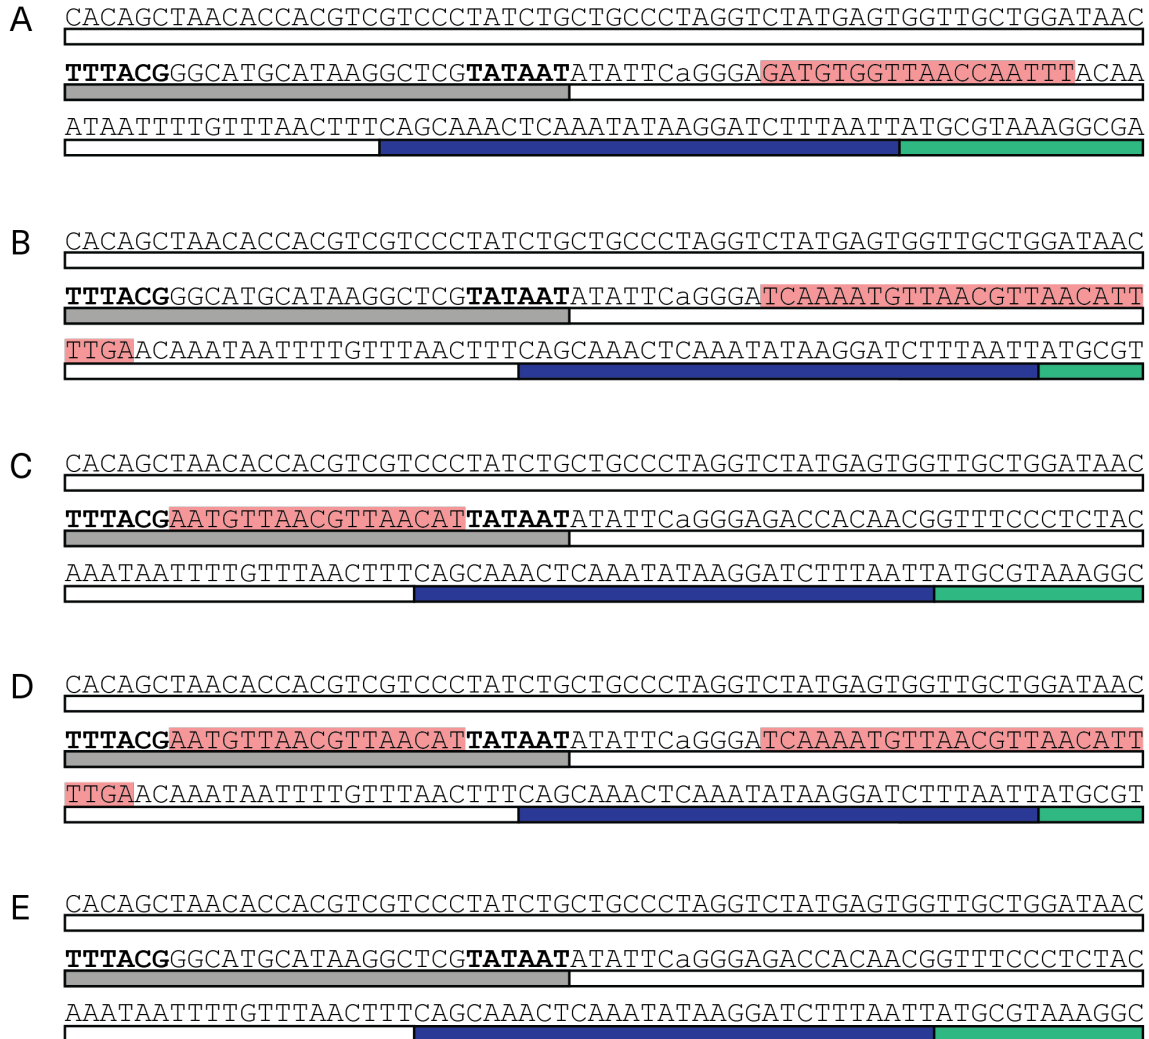 A CACAGCTAACACCACGTCGTCCCTATCTGCTGCCCTAGGTCTATGAGTGGTTGCTGGATAAC
TTTACGGGCATGCATAAGGCTCGTATAATATATTCaGGGAGATGTGGTTAACCAATTTACAA
ATAATTTTGTTTAACTTTCAGCAAACTCAAATATAAGGATCTTTAATTATGCGTAAAGGCGA
B CACAGCTAACACCACGTCGTCCCTATCTGCTGCCCTAGGTCTATGAGTGGTTGCTGGATAAC
TTTACGGGCATGCATAAGGCTCGTATAATATATTCaGGGATCAAAATGTTAACGTTAACATT
TTGAACAAATAATTTTGTTTAACTTTCAGCAAACTCAAATATAAGGATCTTTAATTATGCGT
C CACAGCTAACACCACGTCGTCCCTATCTGCTGCCCTAGGTCTATGAGTGGTTGCTGGATAAC
TTTACGAATGTTAACGTTAACATTATAATATATTCaGGGAGACCACAACGGTTTCCCTCTAC
AAATAATTTTGTTTAACTTTCAGCAAACTCAAATATAAGGATCTTTAATTATGCGTAAAGGC
D CACAGCTAACACCACGTCGTCCCTATCTGCTGCCCTAGGTCTATGAGTGGTTGCTGGATAAC
TTTACGAATGTTAACGTTAACATTATAATATATTCaGGGATCAAAATGTTAACGTTAACATT
TTGAACAAATAATTTTGTTTAACTTTCAGCAAACTCAAATATAAGGATCTTTAATTATGCGT
E CACAGCTAACACCACGTCGTCCCTATCTGCTGCCCTAGGTCTATGAGTGGTTGCTGGATAAC
TTTACGGGCATGCATAAGGCTCGTATAATATATTCaGGGAGACCACAACGGTTTCCCTCTAC
AAATAATTTTGTTTAACTTTCAGCAAACTCAAATATAAGGATCTTTAATTATGCGTAAAGGC